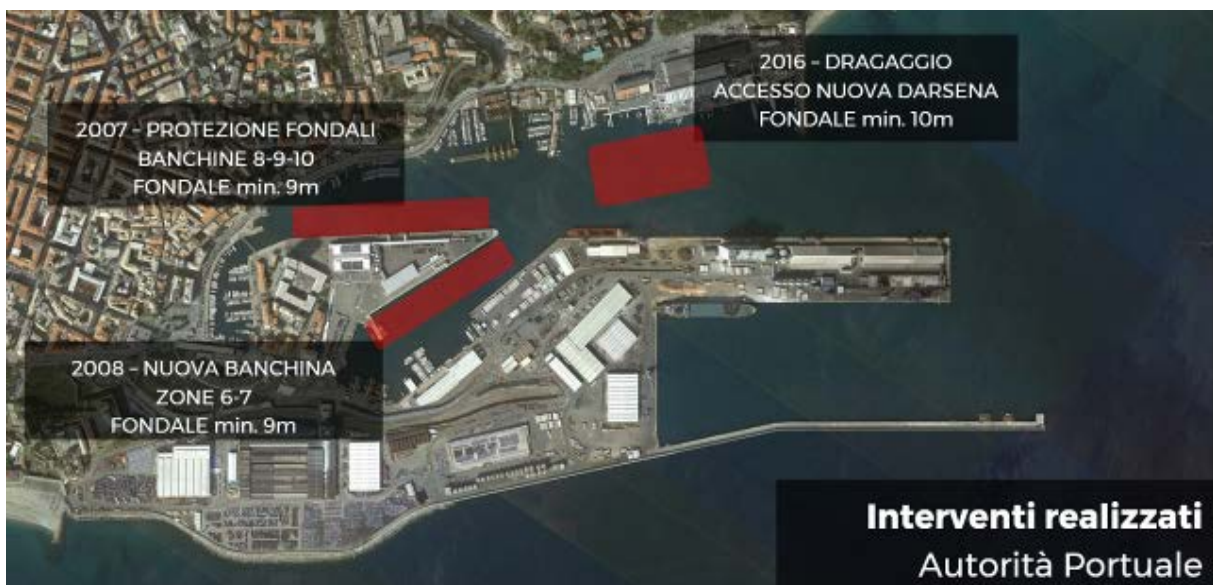 2016 – DRAGAGGIO
ACCESSO NUOVA DARSENA
FONDALE min. 10m
2007 – PROTEZIONE FONDALI
BANCHINE 8-9-10
FONDALE min. 9m
2008 – NUOVA BANCHINA
ZONE 6-7
FONDALE min. 9m
Interventi realizzati
Autorità Portuale